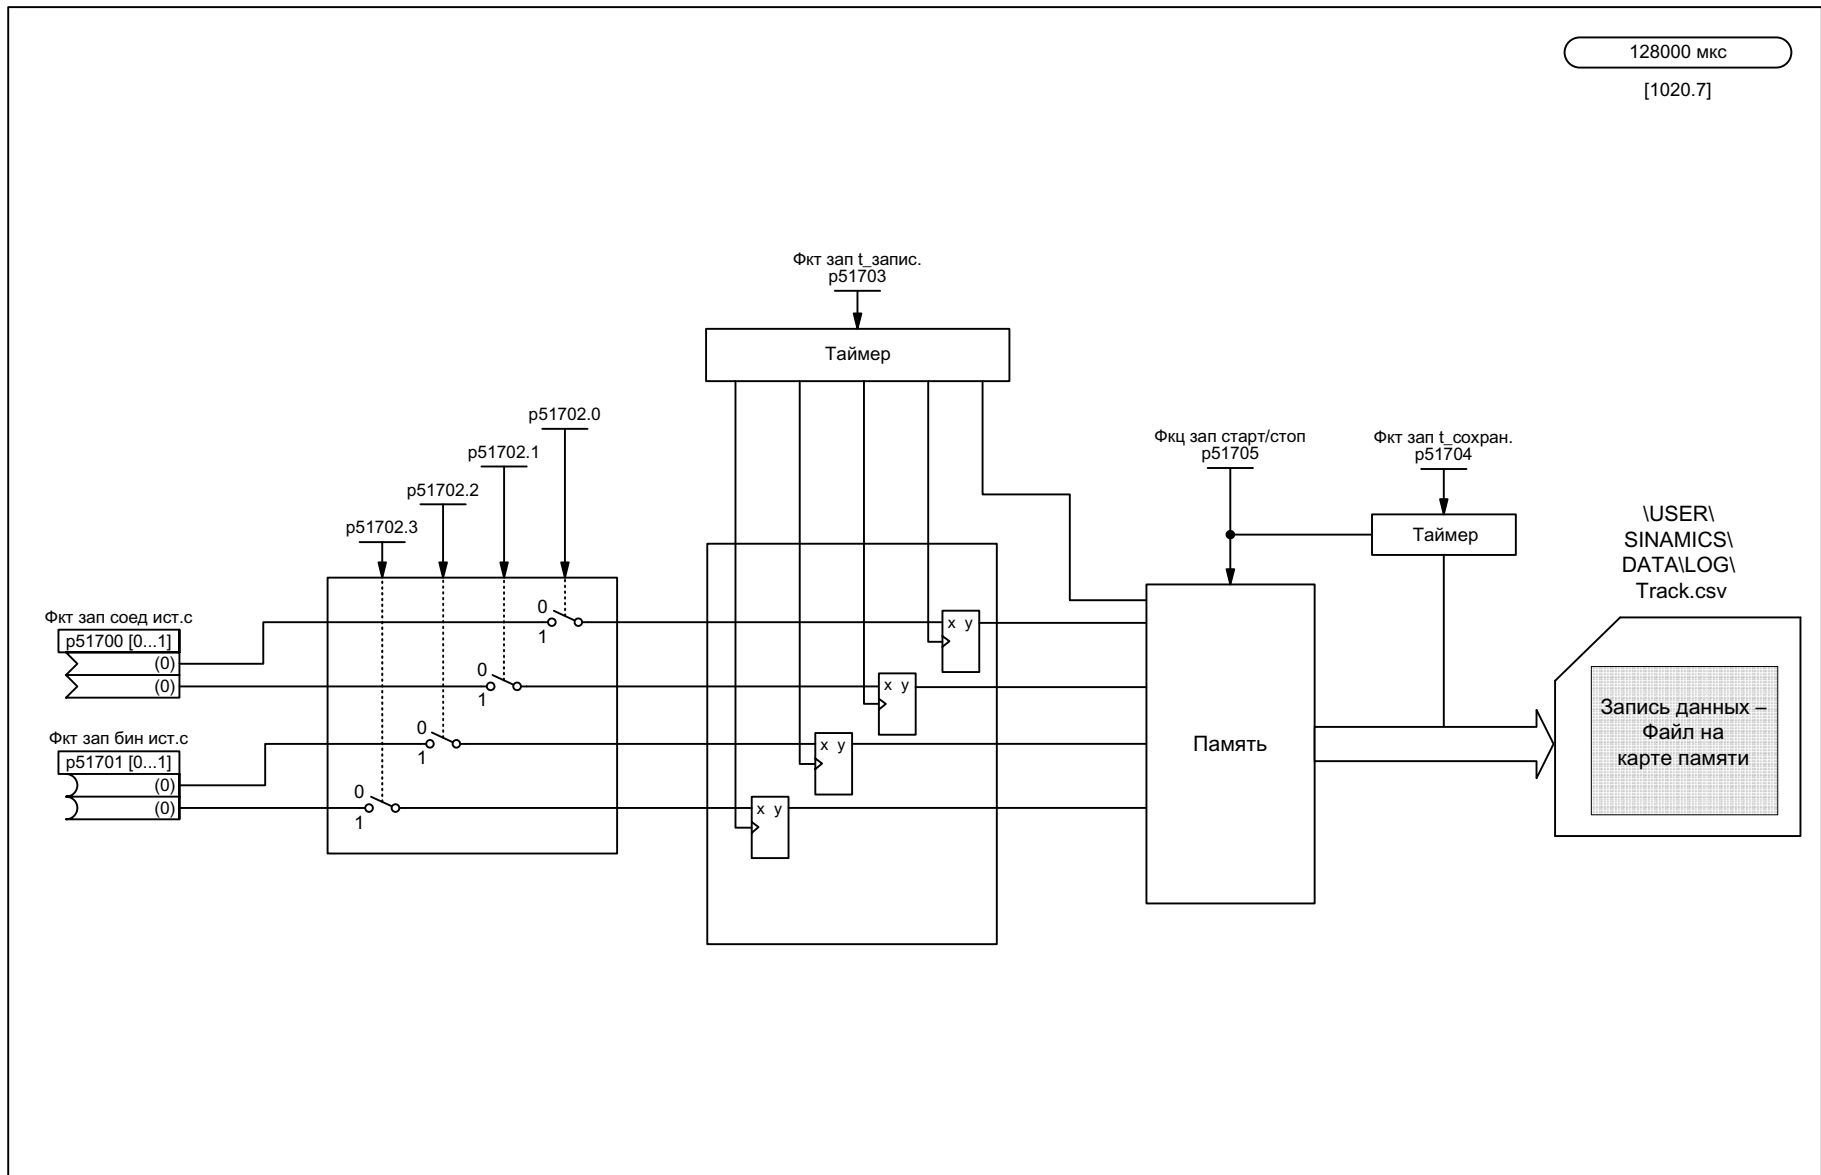 128000 мкс
[1020.7]
Фкт зап t_запис.
p51703
Таймер
p51702.0
p51702.1
p51702.2
p51702.3
Фкц зап старт/стоп
p51705
Фкт зап t_сохран.
p51704
Таймер
\USER\
SINAMICS\
DATA\LOG\
Track.csv
Фкт зап соед ист.с
p51700 [0...1]
(0)
(0)
Фкт зап бин ист.с
p51701 [0...1]
(0)
(0)
0
1
0
1
0
1
0
1
x y
x y
x y
x y
Память
Запись данных –
Файл на
карте памяти